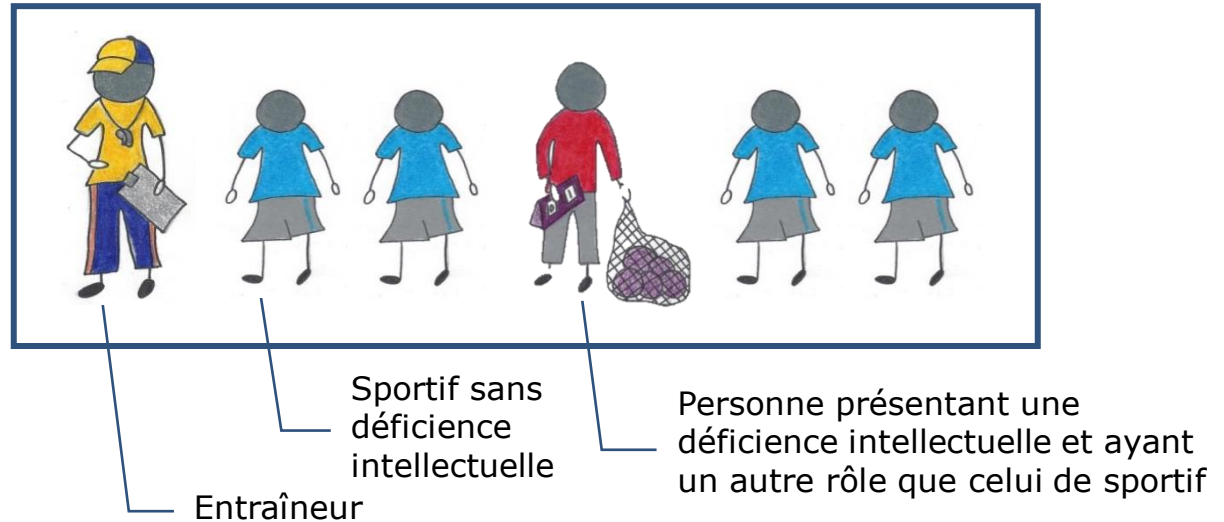 Sportif sans
déficience
intellectuelle
Personne présentant une
déficience intellectuelle et ayant
un autre rôle que celui de sportif
Entraîneur